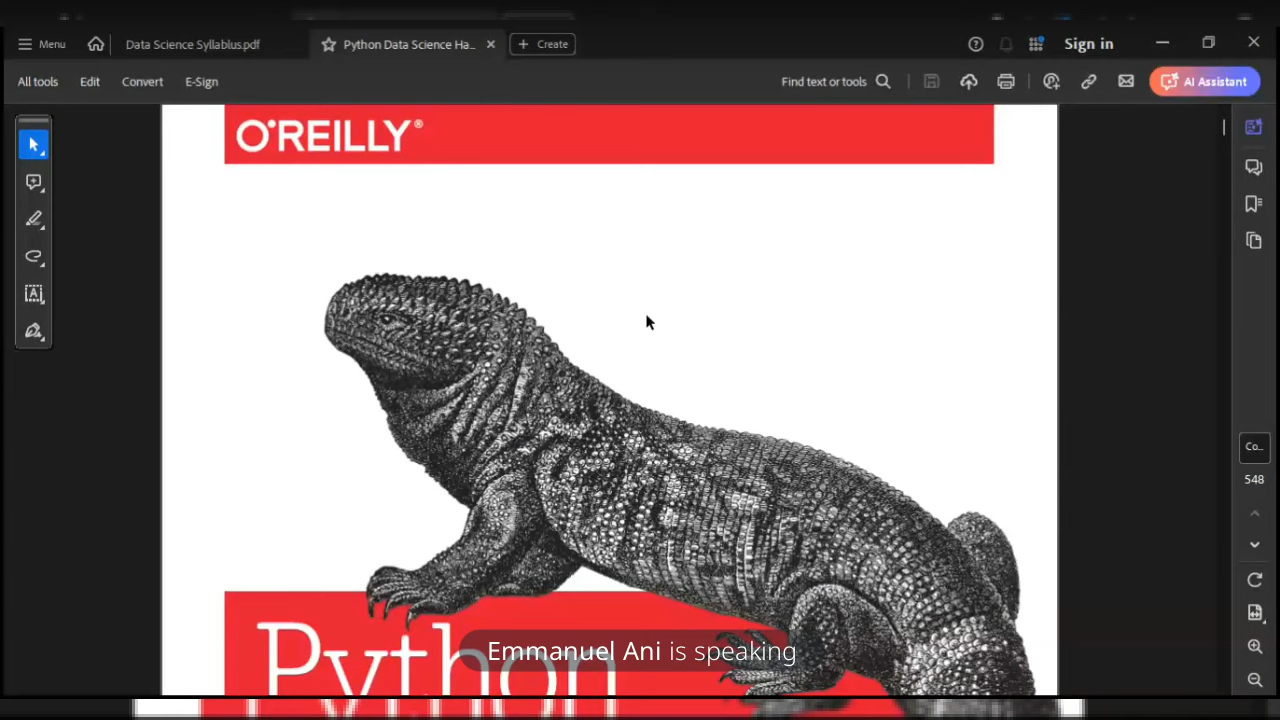 Menu
Data Science Syllablus.pdf
Python Data Science Ha...
Create
Sign in
All tools
Edit
Convert
E-Sign
Find text or tools
AI Assistant
O'REILLY®
Co...
548
Python
Emmanuel Ani is speaking